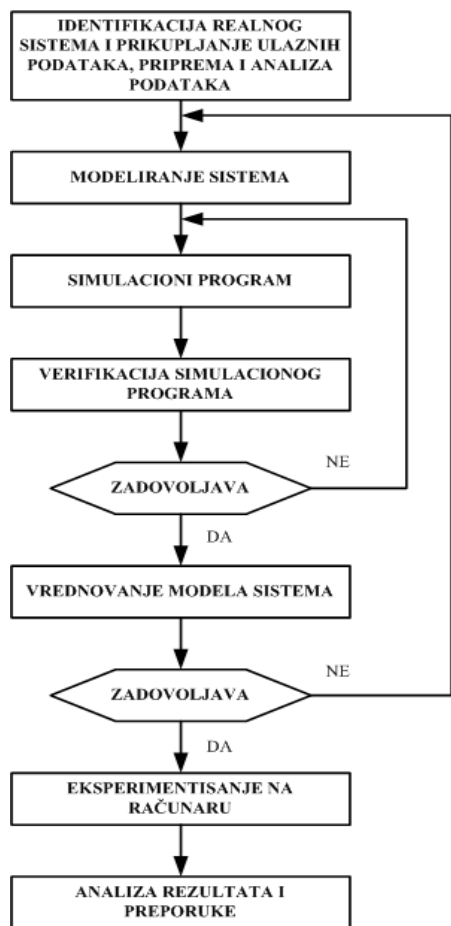 IDENTIFIKACIJA REALNOG
SISTEMA I PRIKUPLJANJE ULAZNIH
PODATAKA, PRIPREMA I ANALIZA
PODATAKA
MODELIRANJE SISTEMA
SIMULACIONI PROGRAM
VERIFIKACIJA SIMULACIONOG
PROGRAMA
NE
ZADOVOLJAVA
DA
VREDNOVANJE MODELA SISTEMA
NE
ZADOVOLJAVA
DA
EKSPERIMENTISANJE NA
RAČUNARU
ANALIZA REZULTATA I
PREPORUKE